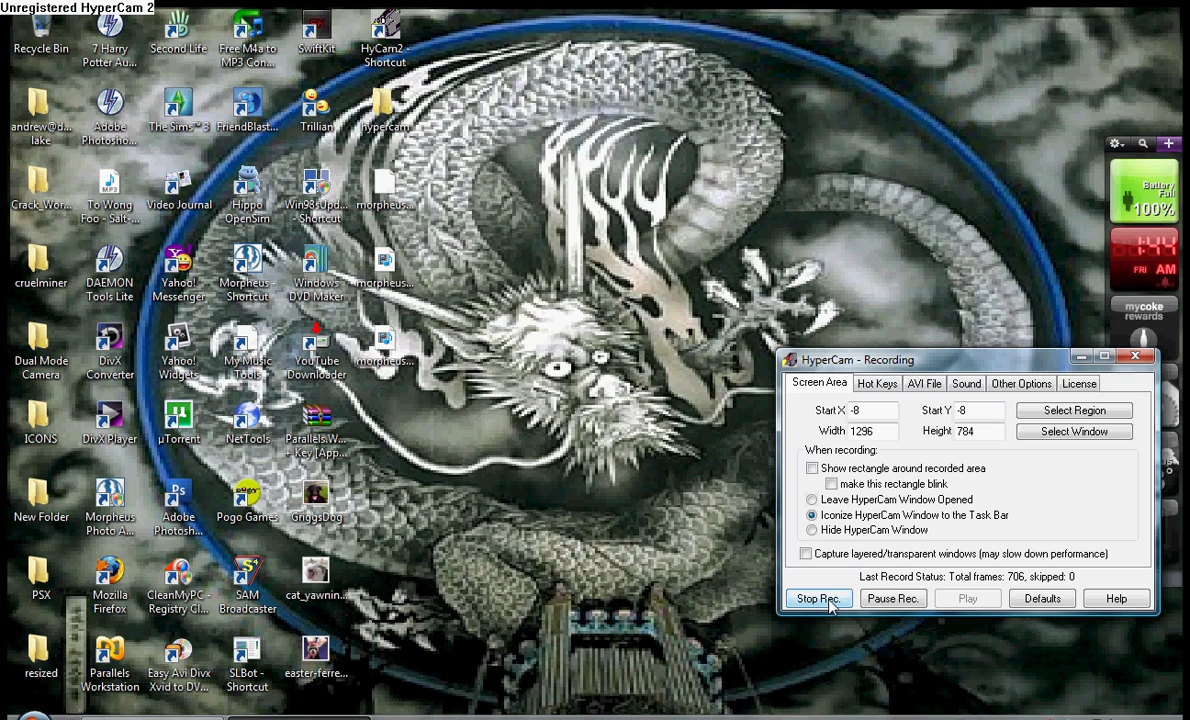 Unregistered HyperCam 2
Recycle Bin
7 Harry
Potter Au...
Second Life
Free M4a to
MP3 Con...
SwiftKit
HyCam2 -
Shortcut
andrew@d...
lake
Adobe
Photosho...
The Sims™ 3
FriendBlast...
Trillian
hypercam
Crack_Wor...
MP3
To Wong
Foo - Salt-...
Video Journal
Hippo
OpenSim
Win98sUpd...
- Shortcut
morpheus...
cruelminer
DAEMON
Tools Lite
Yahoo!
Messenger
Morpheus -
Shortcut
Windows
DVD Maker
morpheus...
Dual Mode
Camera
DivX
Converter
Yahoo!
Widgets
My Music
Tools
YouTube
Downloader
morpheus...
ICONS
DivX Player
µTorrent
NetTools
Parallels.W...
- Key [App...
New Folder
Morpheus
Photo A...
Ps
Adobe
Photosh...
Pogo Games
GriggsDog
PSX
Mozilla
Firefox
CleanMyPC -
Registry Cl...
SAM
Broadcaster
cat_yawnin...
resized
Parallels
Workstation
Easy Avi Divx
Xvid to DV...
SLBot -
Shortcut
easter-ferre...
Battery
Full
100%
1:44
FRI AM
mycoke
rewards
HyperCam - Recording
Screen Area
Hot Keys
AVI File
Sound
Other Options
License
Start X -8
Start Y -8
Select Region
Width 1296
Height 784
Select Window
When recording:
Show rectangle around recorded area
make this rectangle blink
Leave HyperCam Window Opened
Iconize HyperCam Window to the Task Bar
Hide HyperCam Window
Capture layered/transparent windows (may slow down performance)
Last Record Status: Total frames: 706, skipped: 0
Stop Rec.
Pause Rec.
Play
Defaults
Help